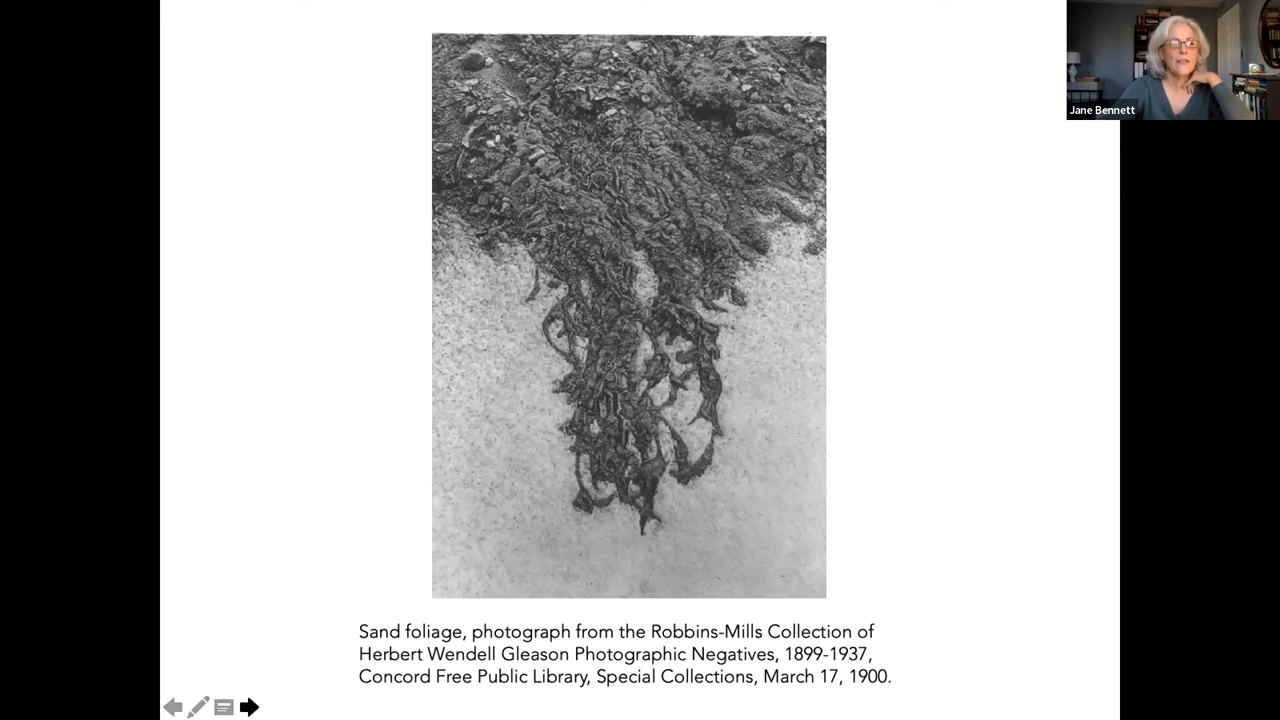 Jane Bennett
Sand foliage, photograph from the Robbins-Mills Collection of
Herbert Wendell Gleason Photographic Negatives, 1899-1937,
Concord Free Public Library, Special Collections, March 17, 1900.